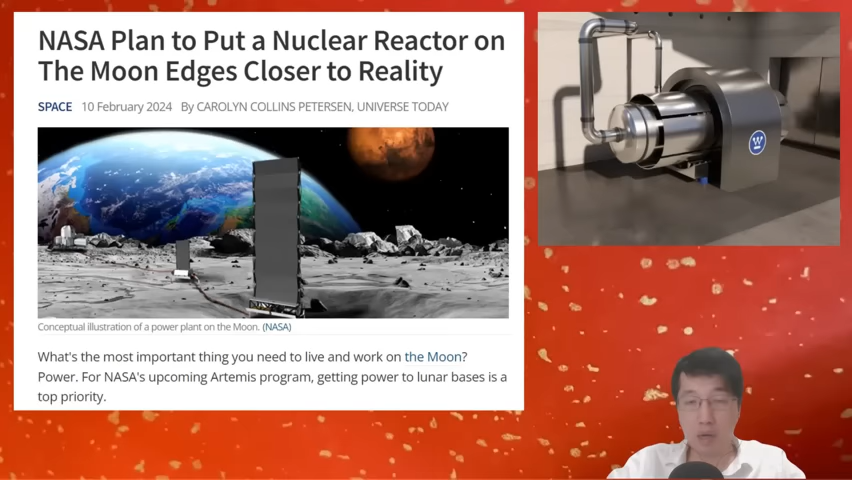 NASA Plan to Put a Nuclear Reactor on
The Moon Edges Closer to Reality
SPACE 10 February 2024 By CAROLYN COLLINS PETERSEN, UNIVERSE TODAY
Conceptual illustration of a power plant on the Moon. (NASA)
What's the most important thing you need to live and work on the Moon?
Power. For NASA's upcoming Artemis program, getting power to lunar bases is a
top priority.
W